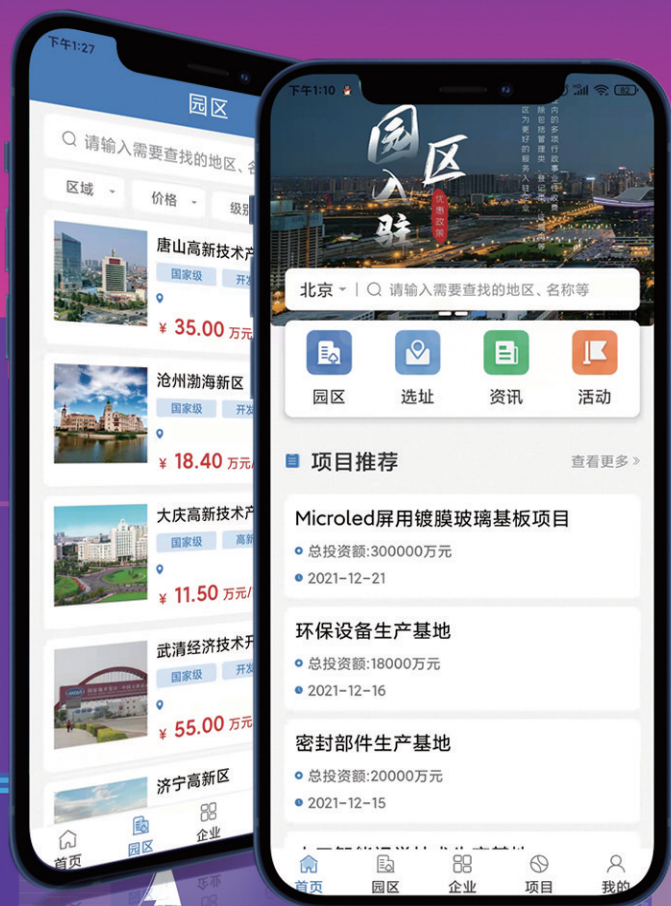 下午1:27
园区
请输入需要查找的地区、名
区域
价格
级别
唐山高新技术产
国家级
开发
¥ 35.00 万元
沧州渤海新区
国家级
开发
¥ 18.40 万元/
大庆高新技术产
国家级
高新
¥ 11.50 万元/
武清经济技术开
国家级
开发
¥ 55.00 万元
济宁高新区
首页
园区
企业
下午1:10
82
园区
入驻
优惠政策
北京
请输入需要查找的地区、名称等
园区
选址
资讯
活动
项目推荐
查看更多
Microled屏用镀膜玻璃基板项目
总投资额:300000万元
2021-12-21
环保设备生产基地
总投资额:18000万元
2021-12-16
密封部件生产基地
总投资额:20000万元
2021-12-15
首页
园区
企业
项目
我的